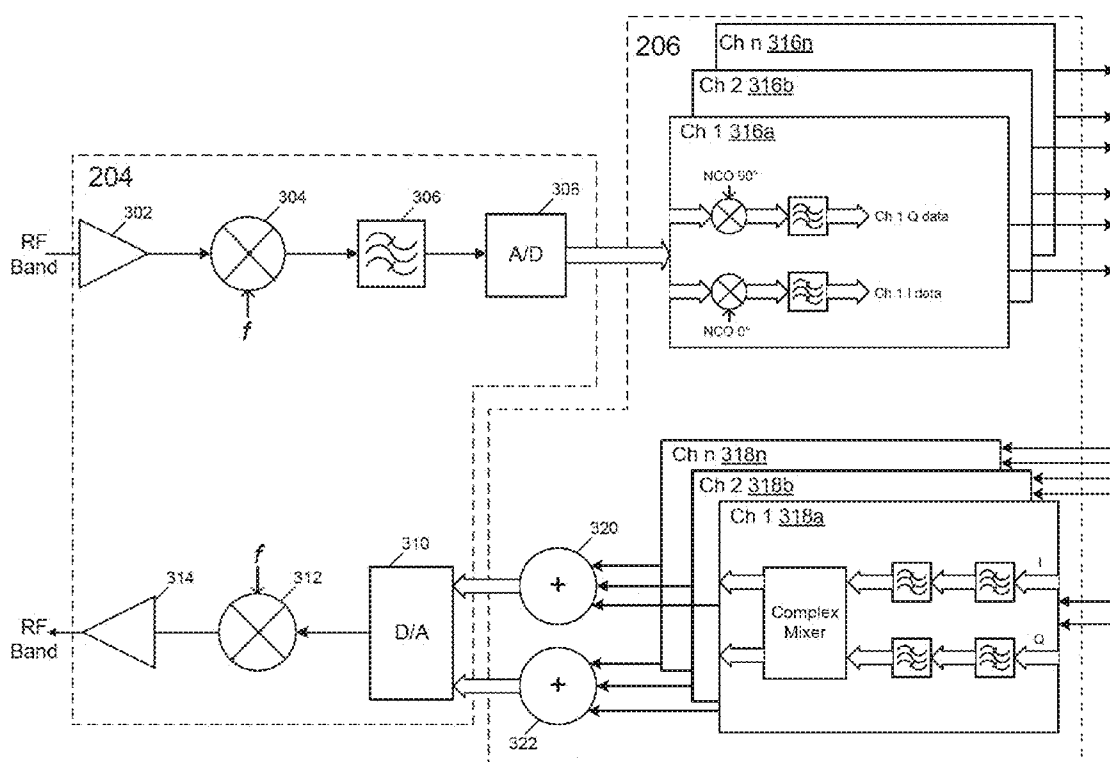 206
Ch n 316n
Ch 2 316b
Ch 1 316a
NCO 90°
Ch 1 Q data
Ch 1 I data
NCO 0°
204
302
304
306
308
RF
Band
A/D
f
Ch n 318n
Ch 2 318b
Ch 1 318a
I
Q
Complex
Mixer
320
+
322
+
310
D/A
f
312
314
RF
Band